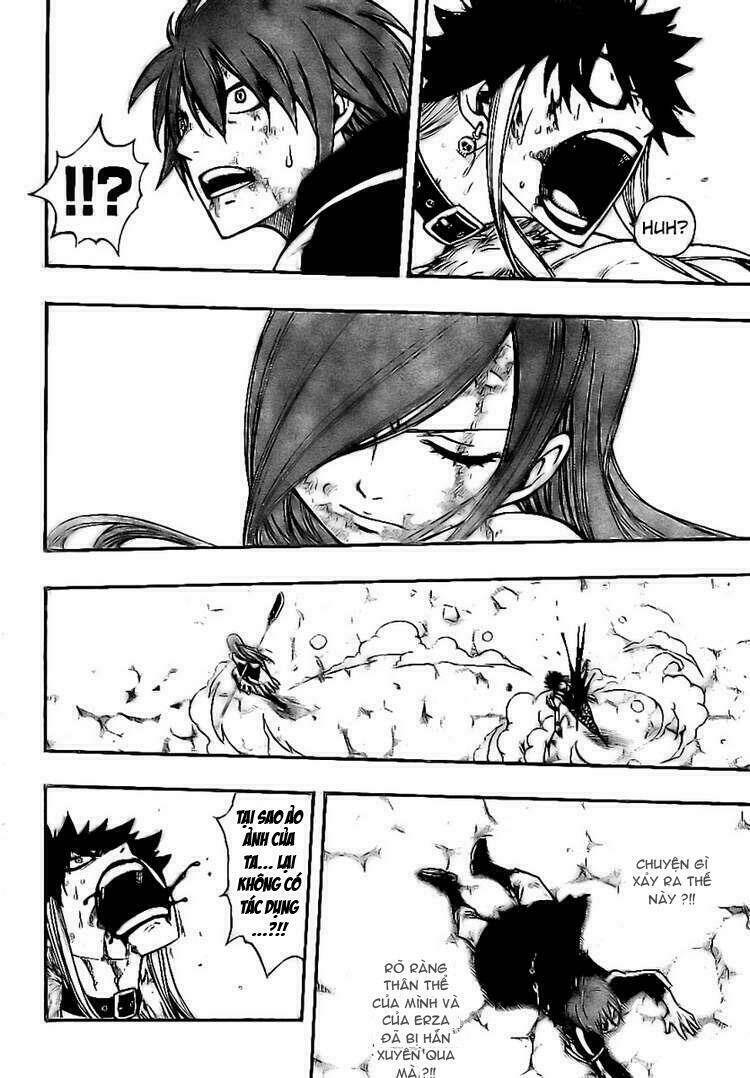 !!?
HUH?
TẠI SAO ẢO
ẢNH CỦA
TA... LẠI
KHÔNG CÓ
TÁC DỤNG
...?!!
CHUYỆN GÌ
XẢY RA THẾ
NÀY ?!!
RÕ RÀNG
THÂN THỂ
CỦA MÌNH VÀ
CỦA ERZA
ĐÃ BỊ HẮN
XUYÊN QUA
MÀ ?!!